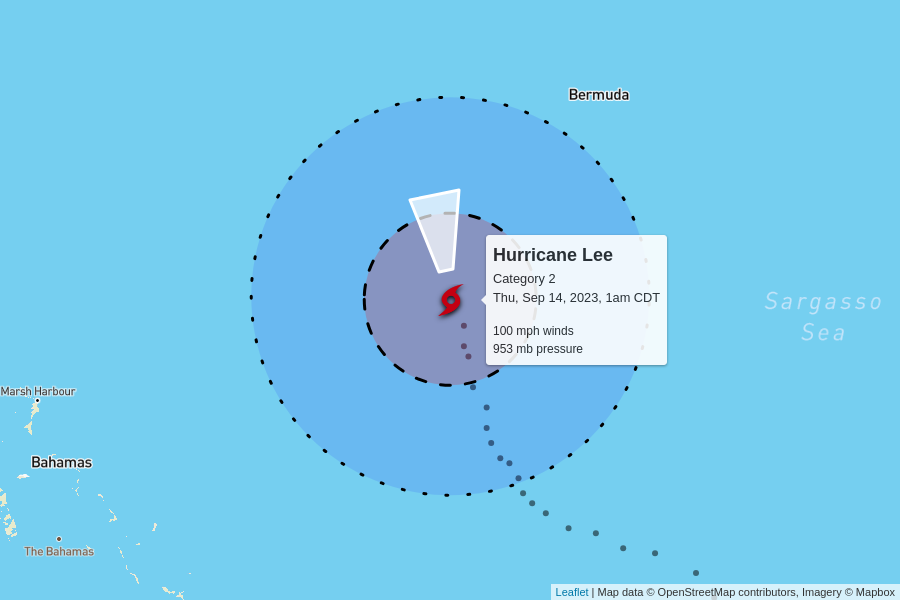 Bermuda
Hurricane Lee
Category 2
Thu, Sep 14, 2023, 1am CDT
100 mph winds
953 mb pressure
Sargasso
Sea
Marsh Harbour
Bahamas
The Bahamas
Leaflet | Map data © OpenStreetMap contributors, Imagery © Mapbox